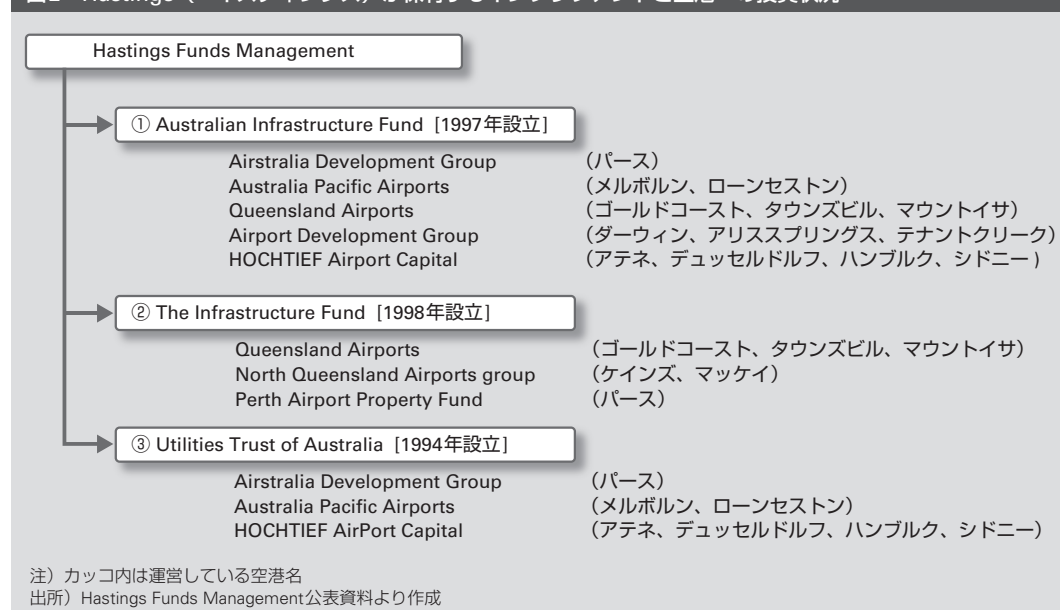 Hastings Funds Management
① Australian Infrastructure Fund [1997年設立]
Airstralia Development Group （パース）
Australia Pacific Airports （メルボルン、ローンセストン）
Queensland Airports （ゴールドコースト、タウンズビル、マウントイサ）
Airport Development Group （ダーウィン、アリススプリングス、テナントクリーク）
HOCHTIEF Airport Capital （アテネ、デュッセルドルフ、ハンブルク、シドニー）
② The Infrastructure Fund [1998年設立]
Queensland Airports （ゴールドコースト、タウンズビル、マウントイサ）
North Queensland Airports group （ケインズ、マッケイ）
Perth Airport Property Fund （パース）
③ Utilities Trust of Australia [1994年設立]
Airstralia Development Group （パース）
Australia Pacific Airports （メルボルン、ローンセストン）
HOCHTIEF AirPort Capital （アテネ、デュッセルドルフ、ハンブルク、シドニー）
注）カッコ内は運営している空港名
出所）Hastings Funds Management公表資料より作成